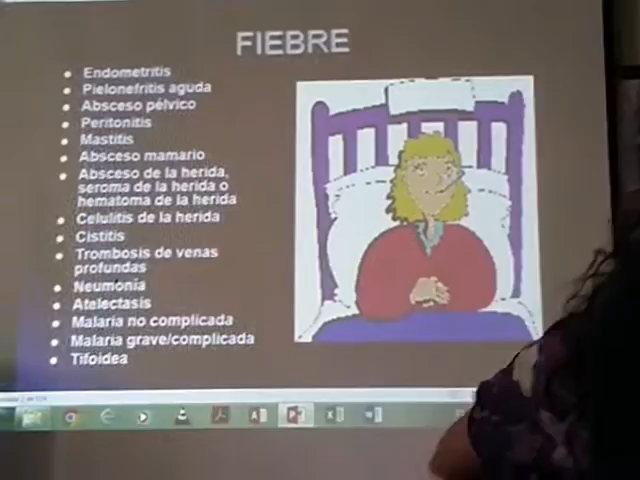 FIEBRE
• Endometritis
• Pielonefritis aguda
• Absceso pélvico
• Peritonitis
• Mastitis
• Absceso mamario
• Absceso de la herida,
seroma de la herida o
hematoma de la herida
• Celulitis de la herida
• Cistitis
• Trombosis de venas
profundas
• Neumonía
• Atelectasis
• Malaria no complicada
• Malaria grave/complicada
• Tifoidea